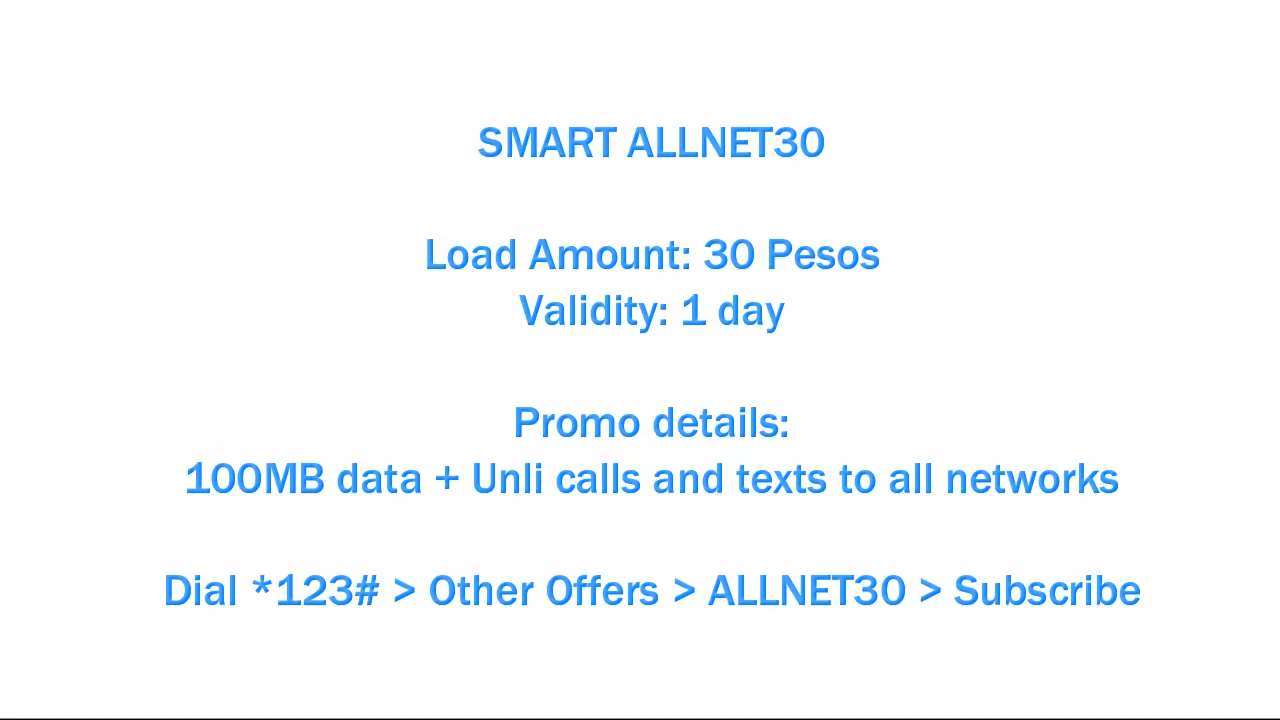 SMART ALLNET30
Load Amount: 30 Pesos
Validity: 1 day
Promo details:
100MB data + Unli calls and texts to all networks
Dial *123# > Other Offers > ALLNET30 > Subscribe